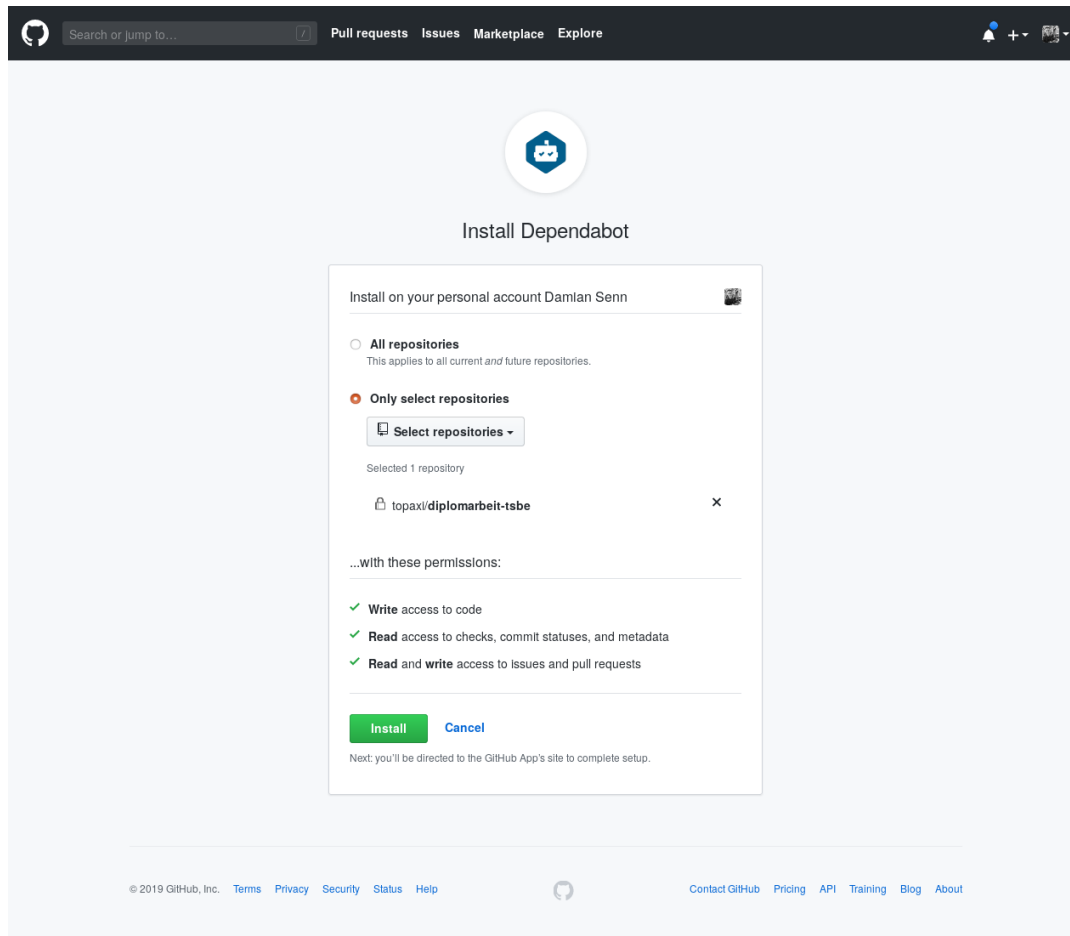 Search or jump to… / Pull requests Issues Marketplace Explore
Install Dependabot
Install on your personal account Damian Senn
All repositories
This applies to all current and future repositories.
Only select repositories
Select repositories
Selected 1 repository
topaxi/diplomarbeit-tsbe
...with these permissions:
Write access to code
Read access to checks, commit statuses, and metadata
Read and write access to issues and pull requests
Install Cancel
Next: you'll be directed to the GitHub App's site to complete setup.
© 2019 GitHub, Inc. Terms Privacy Security Status Help Contact GitHub Pricing API Training Blog About